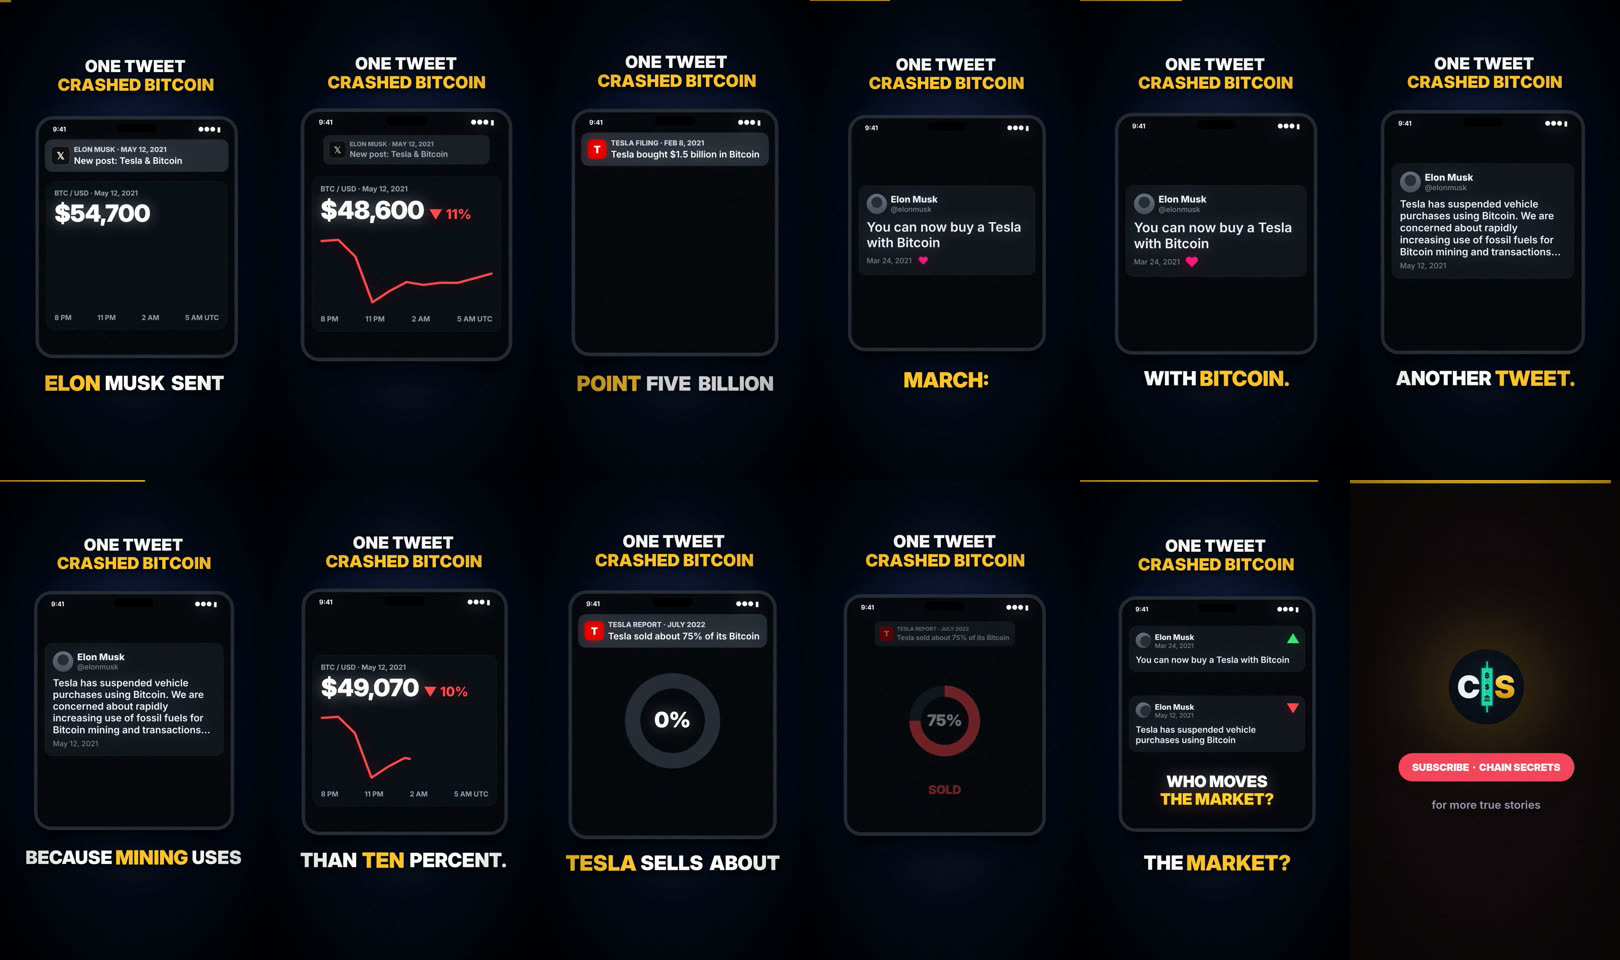 ONE TWEET
CRASHED BITCOIN
9:41
ELON MUSK · MAY 12, 2021
New post: Tesla & Bitcoin
BTC / USD · May 12, 2021
$54,700
8 PM 11 PM 2 AM 5 AM UTC
ELON MUSK SENT
ONE TWEET
CRASHED BITCOIN
9:41
ELON MUSK · MAY 12, 2021
New post: Tesla & Bitcoin
BTC / USD · May 12, 2021
$48,600 ▼ 11%
8 PM 11 PM 2 AM 5 AM UTC
ONE TWEET
CRASHED BITCOIN
9:41
T
TESLA FILING · FEB 8, 2021
Tesla bought $1.5 billion in Bitcoin
POINT FIVE BILLION
ONE TWEET
CRASHED BITCOIN
9:41
Elon Musk
@elonmusk
You can now buy a Tesla
with Bitcoin
Mar 24, 2021
MARCH:
ONE TWEET
CRASHED BITCOIN
9:41
Elon Musk
@elonmusk
You can now buy a Tesla
with Bitcoin
Mar 24, 2021
WITH BITCOIN.
ONE TWEET
CRASHED BITCOIN
9:41
Elon Musk
@elonmusk
Tesla has suspended vehicle
purchases using Bitcoin. We are
concerned about rapidly
increasing use of fossil fuels for
Bitcoin mining and transactions...
May 12, 2021
ANOTHER TWEET.
ONE TWEET
CRASHED BITCOIN
9:41
Elon Musk
@elonmusk
Tesla has suspended vehicle
purchases using Bitcoin. We are
concerned about rapidly
increasing use of fossil fuels for
Bitcoin mining and transactions...
May 12, 2021
BECAUSE MINING USES
ONE TWEET
CRASHED BITCOIN
9:41
BTC / USD · May 12, 2021
$49,070 ▼ 10%
8 PM 11 PM 2 AM 5 AM UTC
THAN TEN PERCENT.
ONE TWEET
CRASHED BITCOIN
9:41
T
TESLA REPORT · JULY 2022
Tesla sold about 75% of its Bitcoin
0%
TESLA SELLS ABOUT
ONE TWEET
CRASHED BITCOIN
9:41
T
TESLA REPORT · JULY 2022
Tesla sold about 75% of its Bitcoin
75%
SOLD
ONE TWEET
CRASHED BITCOIN
9:41
Elon Musk
Mar 24, 2021
You can now buy a Tesla with Bitcoin
Elon Musk
May 12, 2021
Tesla has suspended vehicle
purchases using Bitcoin
WHO MOVES
THE MARKET?
THE MARKET?
C S
SUBSCRIBE · CHAIN SECRETS
for more true stories